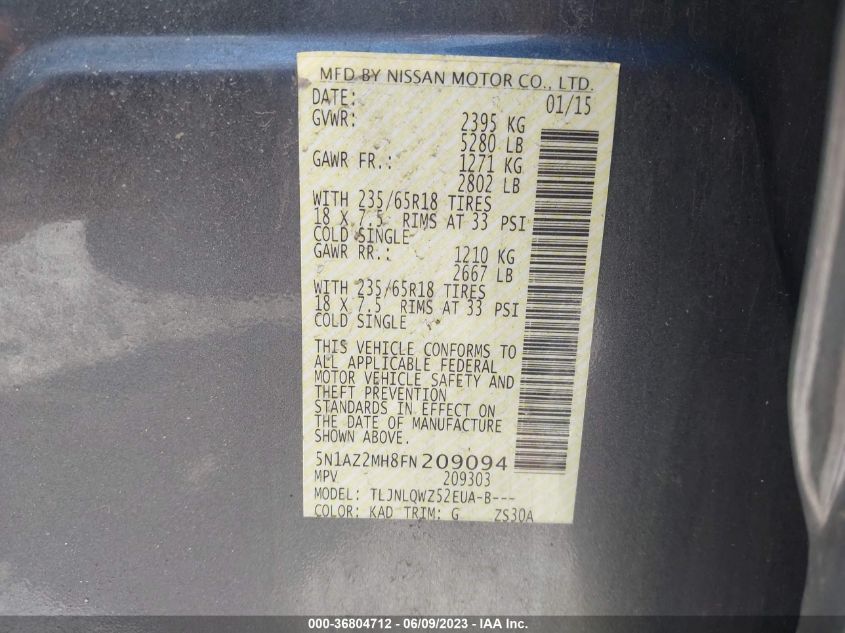 MFD BY NISSAN MOTOR CO., LTD.
DATE: 01/15
GVWR: 2395 KG
5280 LB
GAWR FR.: 1271 KG
2802 LB
WITH 235/65R18 TIRES
18 X 7.5 RIMS AT 33 PSI
COLD SINGLE
GAWR RR.: 1210 KG
2667 LB
WITH 235/65R18 TIRES
18 X 7.5 RIMS AT 33 PSI
COLD SINGLE
THIS VEHICLE CONFORMS TO
ALL APPLICABLE FEDERAL
MOTOR VEHICLE SAFETY AND
THEFT PREVENTION
STANDARDS IN EFFECT ON
THE DATE OF MANUFACTURE
SHOWN ABOVE.
5N1AZ2MH8FN209094
MPV 209303
MODEL: TLJNLQWZ52EUA-B---
COLOR: KAD TRIM: G ZS30A
000-36804712 - 06/09/2023 - IAA Inc.